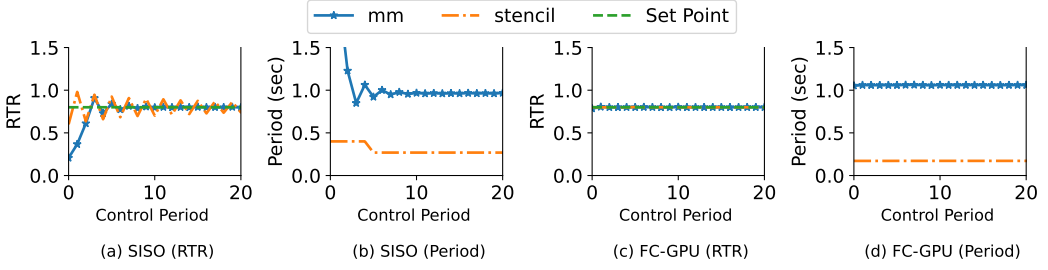 mm stencil Set Point
1.5
1.0
0.5
0.0
RTR
0 10 20
Control Period
(a) SISO (RTR)
1.5
1.0
0.5
0.0
Period (sec)
0 10 20
Control Period
(b) SISO (Period)
1.5
1.0
0.5
0.0
RTR
0 10 20
Control Period
(c) FC-GPU (RTR)
1.5
1.0
0.5
0.0
Period (sec)
0 10 20
Control Period
(d) FC-GPU (Period)